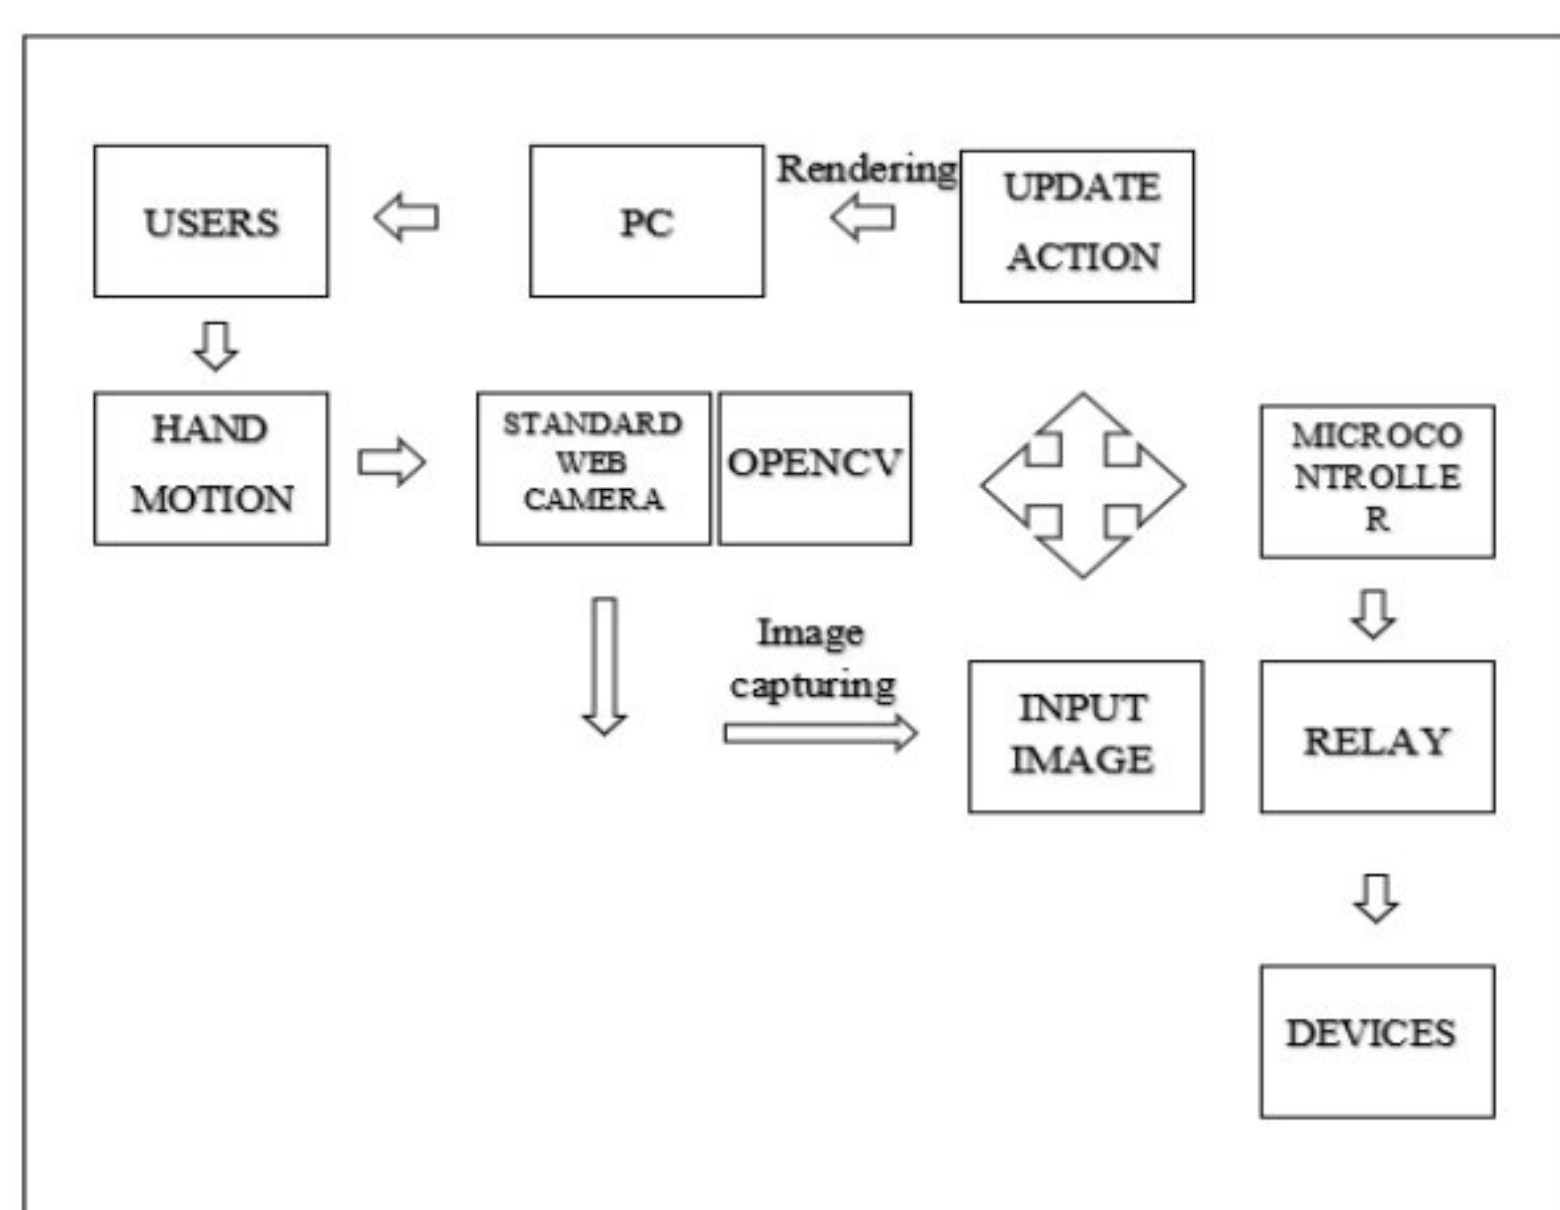 USERS
PC
Rendering
UPDATE
ACTION
HAND
MOTION
STANDARD
WEB
CAMERA
OPENCV
MICROCO
NTROLLE
R
Image
capturing
INPUT
IMAGE
RELAY
DEVICES